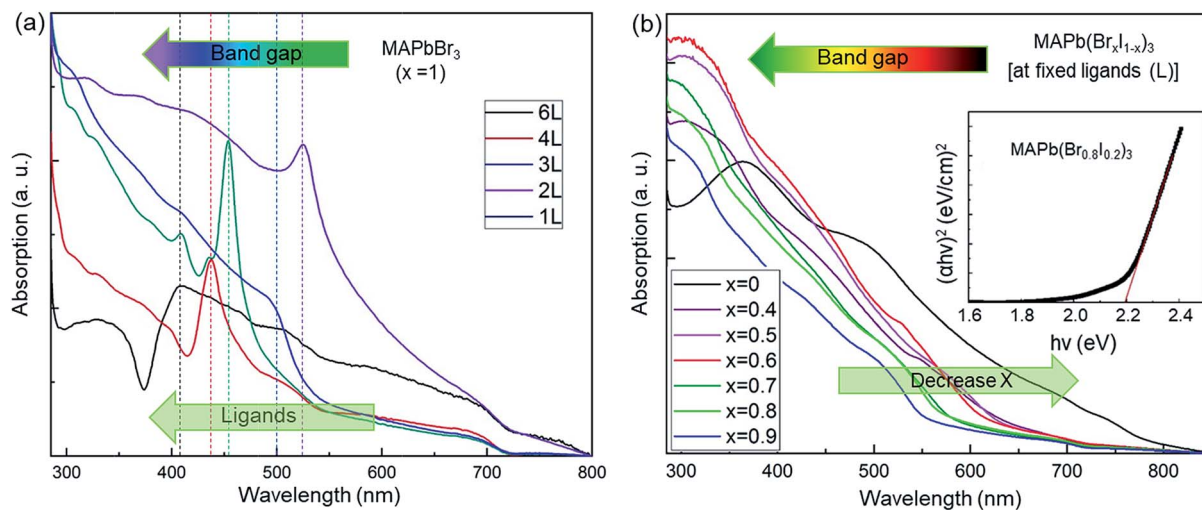 (a)
Band gap
MAPbBr₃
(x =1)
6L
4L
3L
2L
1L
Absorption (a. u.)
Ligands
300 400 500 600 700 800
Wavelength (nm)
(b)
Band gap
MAPb(BrₓI₁₋ₓ)₃
[at fixed ligands (L)]
MAPb(Br₀.₈I₀.₂)₃
(αhν)² (eV/cm)²
1.6 2.0 2.2 2.4
hν (eV)
Absorption (a. u.)
x=0
x=0.4
x=0.5
x=0.6
x=0.7
x=0.8
x=0.9
Decrease X
300 400 500 600 700 800
Wavelength (nm)